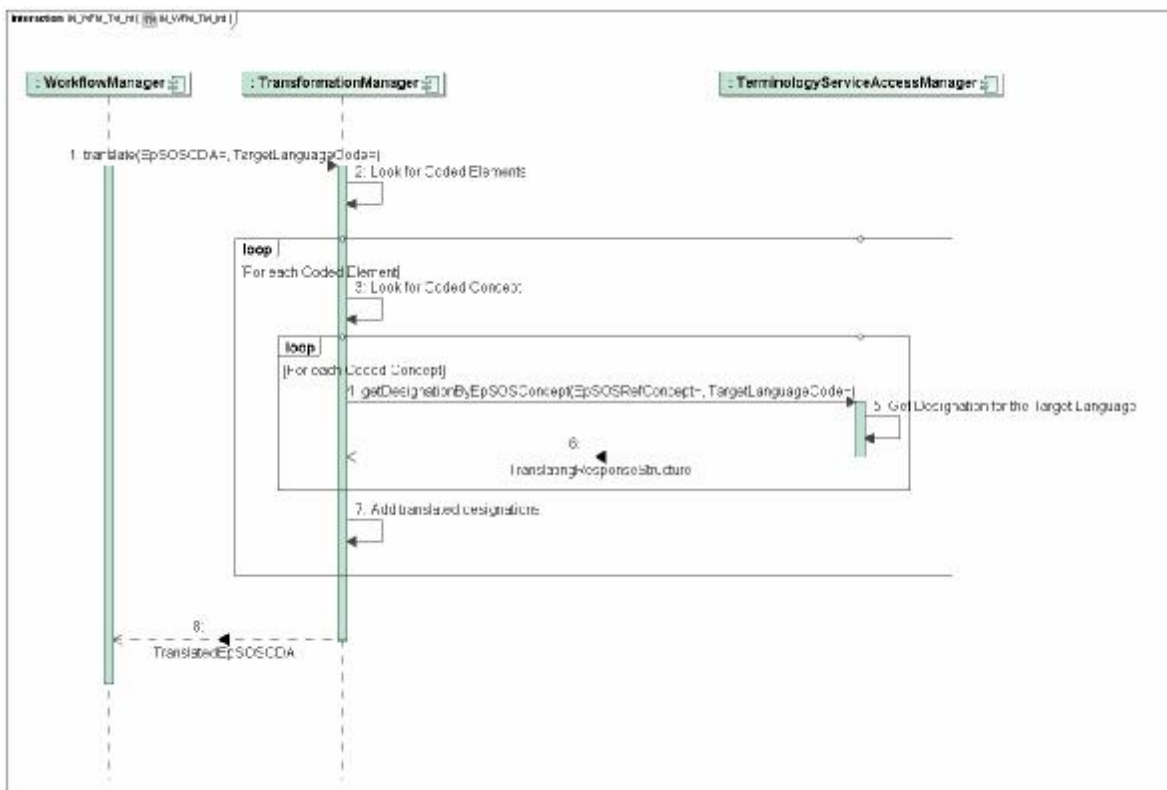 interaction
: WorkflowManager
: TransformationManager
: TerminologyServiceAccessManager
1: translate(EpSOSCDA=, TargetLanguageCode=)
2: Look for Coded Elements
loop
[For each Coded Element]
3: Look for Coded Concept
loop
[For each Coded Concept]
4: getDesignationByEpSOSConcept(EpSOSRefConcept=, TargetLanguageCode=)
5: Get Designation for the Target Language
6:
TranslatingResponseStructure
7: Add translated designations
8:
TranslatedEpSOSCDA